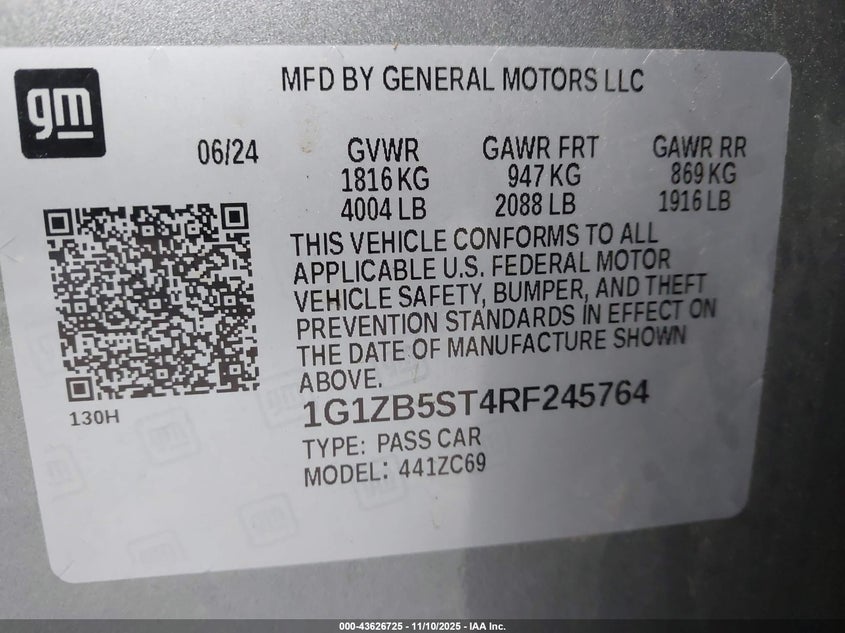 gm
MFD BY GENERAL MOTORS LLC
06/24 GVWR GAWR FRT GAWR RR
1816 KG 947 KG 869 KG
4004 LB 2088 LB 1916 LB
THIS VEHICLE CONFORMS TO ALL
APPLICABLE U.S. FEDERAL MOTOR
VEHICLE SAFETY, BUMPER, AND THEFT
PREVENTION STANDARDS IN EFFECT ON
THE DATE OF MANUFACTURE SHOWN
ABOVE.
130H
1G1ZB5ST4RF245764
TYPE: PASS CAR
MODEL: 441ZC69
000-43626725 - 11/10/2025 - IAA Inc.